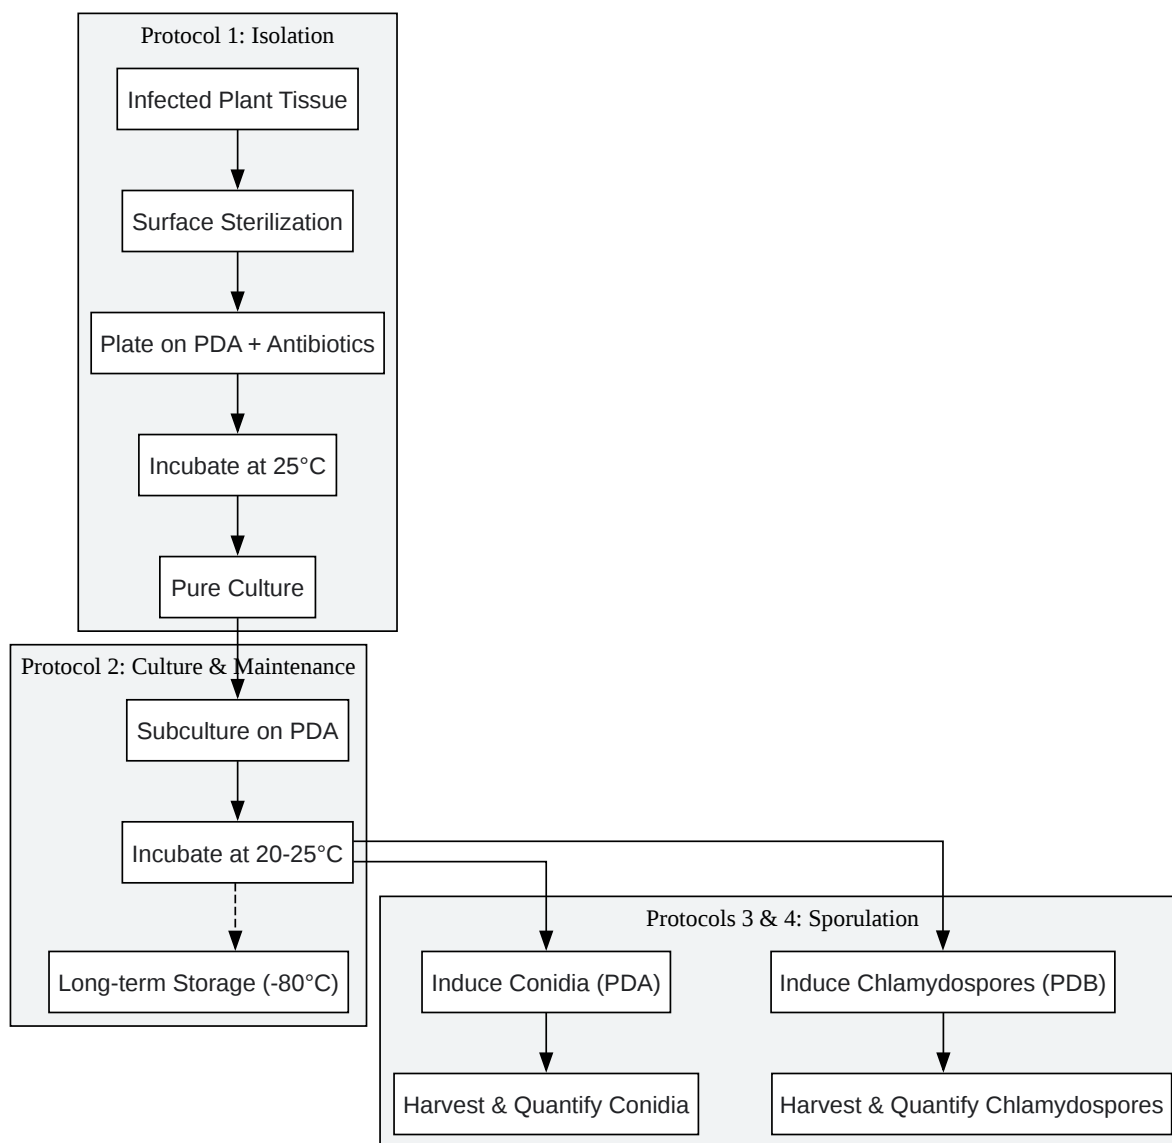 Protocol 1: Isolation
Infected Plant Tissue
Surface Sterilization
Plate on PDA + Antibiotics
Incubate at 25°C
Pure Culture
Protocol 2: Culture & Maintenance
Subculture on PDA
Incubate at 20-25°C
Long-term Storage (-80°C)
Protocols 3 & 4: Sporulation
Induce Conidia (PDA)
Induce Chlamydospores (PDB)
Harvest & Quantify Conidia
Harvest & Quantify Chlamydospores